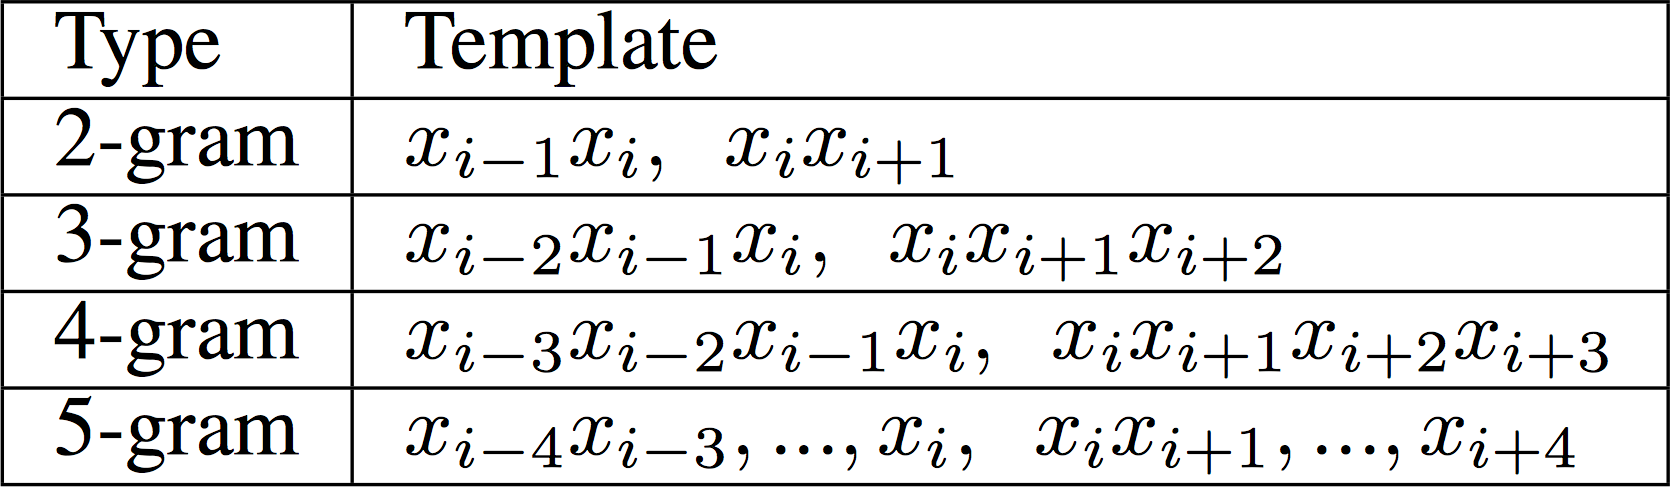 Type Template
2-gram x_{i−1}x_i, x_ix_{i+1}
3-gram x_{i−2}x_{i−1}x_i, x_ix_{i+1}x_{i+2}
4-gram x_{i−3}x_{i−2}x_{i−1}x_i, x_ix_{i+1}x_{i+2}x_{i+3}
5-gram x_{i−4}x_{i−3}, ..., x_i, x_ix_{i+1}, ..., x_{i+4}